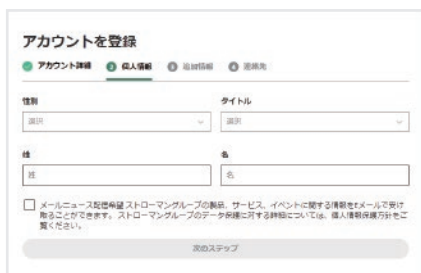 アカウントを登録
アカウント詳細 2 個人情報 3 追加情報 4 連絡先
性別 タイトル
選択 選択
姓 名
姓 名
メールニュース配信希望 ストローマングループの製品、サービス、イベントに関する情報をEメールで受け
取ることができます。 ストローマングループのデータ保護に対する詳細については、個人情報保護方針をご
覧ください。
次のステップ